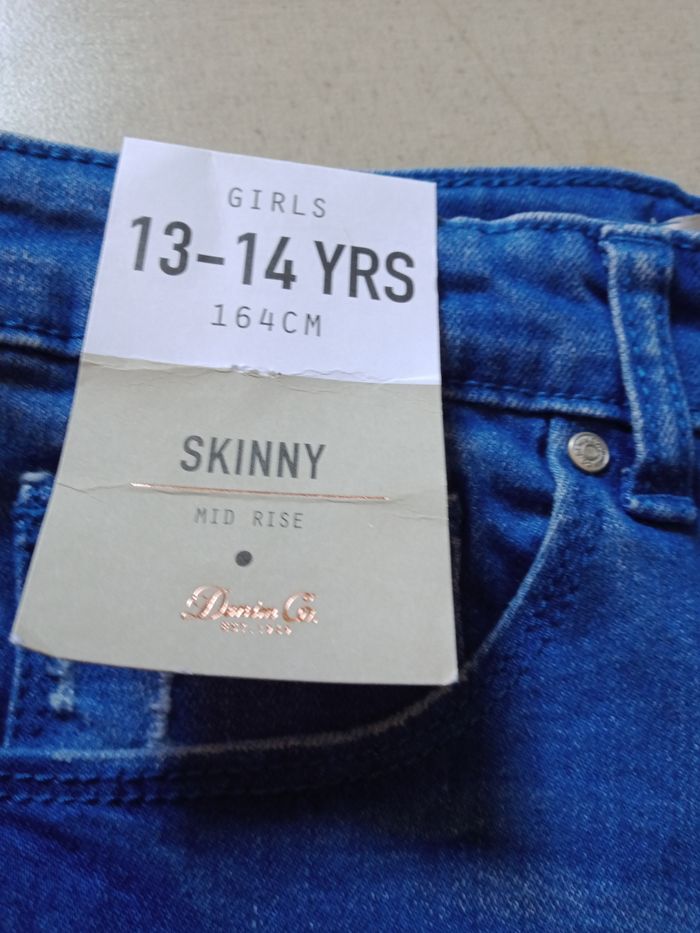 GIRLS
13-14 YRS
164CM
SKINNY
MID RISE
Denim Co.